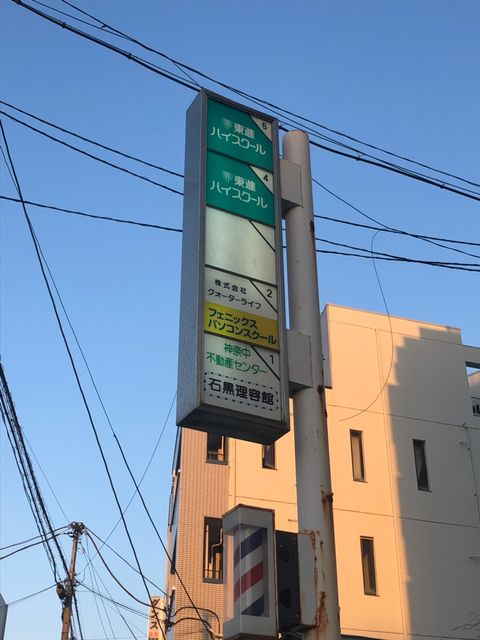 5
東進
ハイスクール
4
東進
ハイスクール
2
株式会社
クォーターライフ
フェニックス
パソコンスクール
1
神奈中
不動産センター
石黒理容館